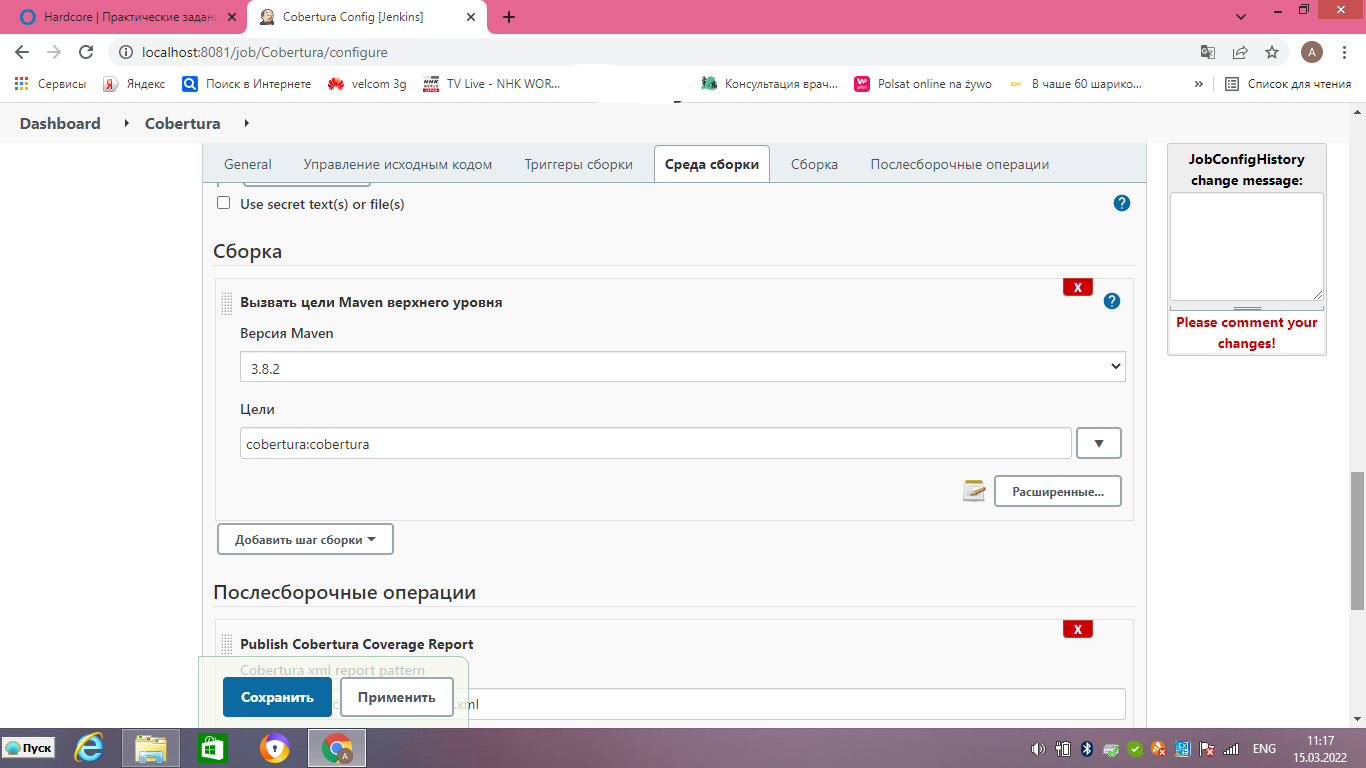 Hardcore | Практические задани
Cobertura Config [Jenkins]
localhost:8081/job/Cobertura/configure
A
Сервисы
Яндекс
Поиск в Интернете
velcom 3g
TV Live - NHK WOR...
Консультация врач...
Polsat online na żywo
В чаше 60 шарико...
»
Список для чтения
Dashboard
Cobertura
General
Управление исходным кодом
Триггеры сборки
Среда сборки
Сборка
Послесборочные операции
JobConfigHistory
change message:
Please comment your
changes!
Use secret text(s) or file(s)
?
Сборка
X
Вызвать цели Maven верхнего уровня
?
Версия Maven
3.8.2
Цели
cobertura:cobertura
Расширенные...
Добавить шаг сборки
Послесборочные операции
X
Publish Cobertura Coverage Report
Cobertura xml report pattern
.xml
Сохранить
Применить
Пуск
A
ENG
11:17
15.03.2022